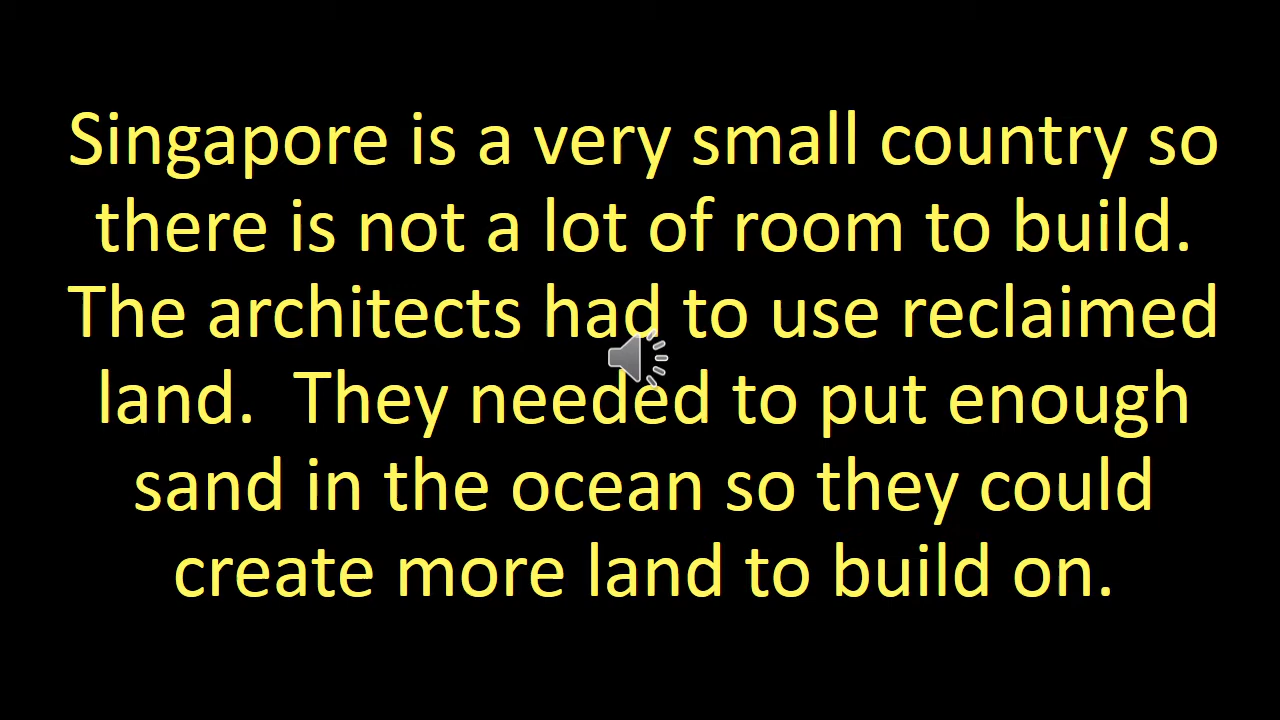 Singapore is a very small country so
there is not a lot of room to build.
The architects had to use reclaimed
land.  They needed to put enough
sand in the ocean so they could
create more land to build on.